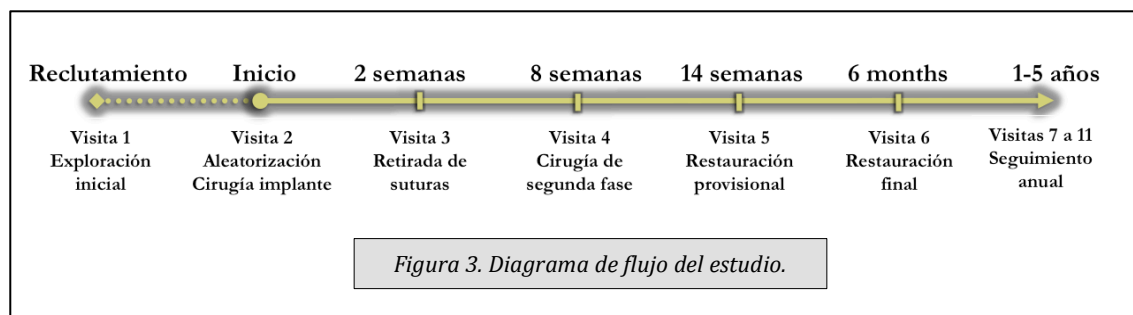 Reclutamiento
Inicio
2 semanas
8 semanas
14 semanas
6 months
1-5 años
Visita 1
Exploración
inicial
Visita 2
Aleatorización
Cirugía implante
Visita 3
Retirada de
suturas
Visita 4
Cirugía de
segunda fase
Visita 5
Restauración
provisional
Visita 6
Restauración
final
Visitas 7 a 11
Seguimiento
anual
Figura 3. Diagrama de flujo del estudio.